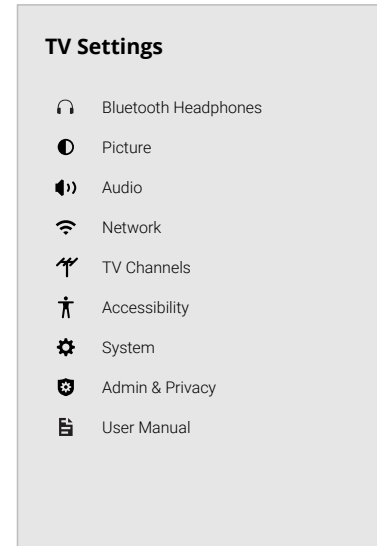 TV Settings
Bluetooth Headphones
Picture
Audio
Network
TV Channels
Accessibility
System
Admin & Privacy
User Manual